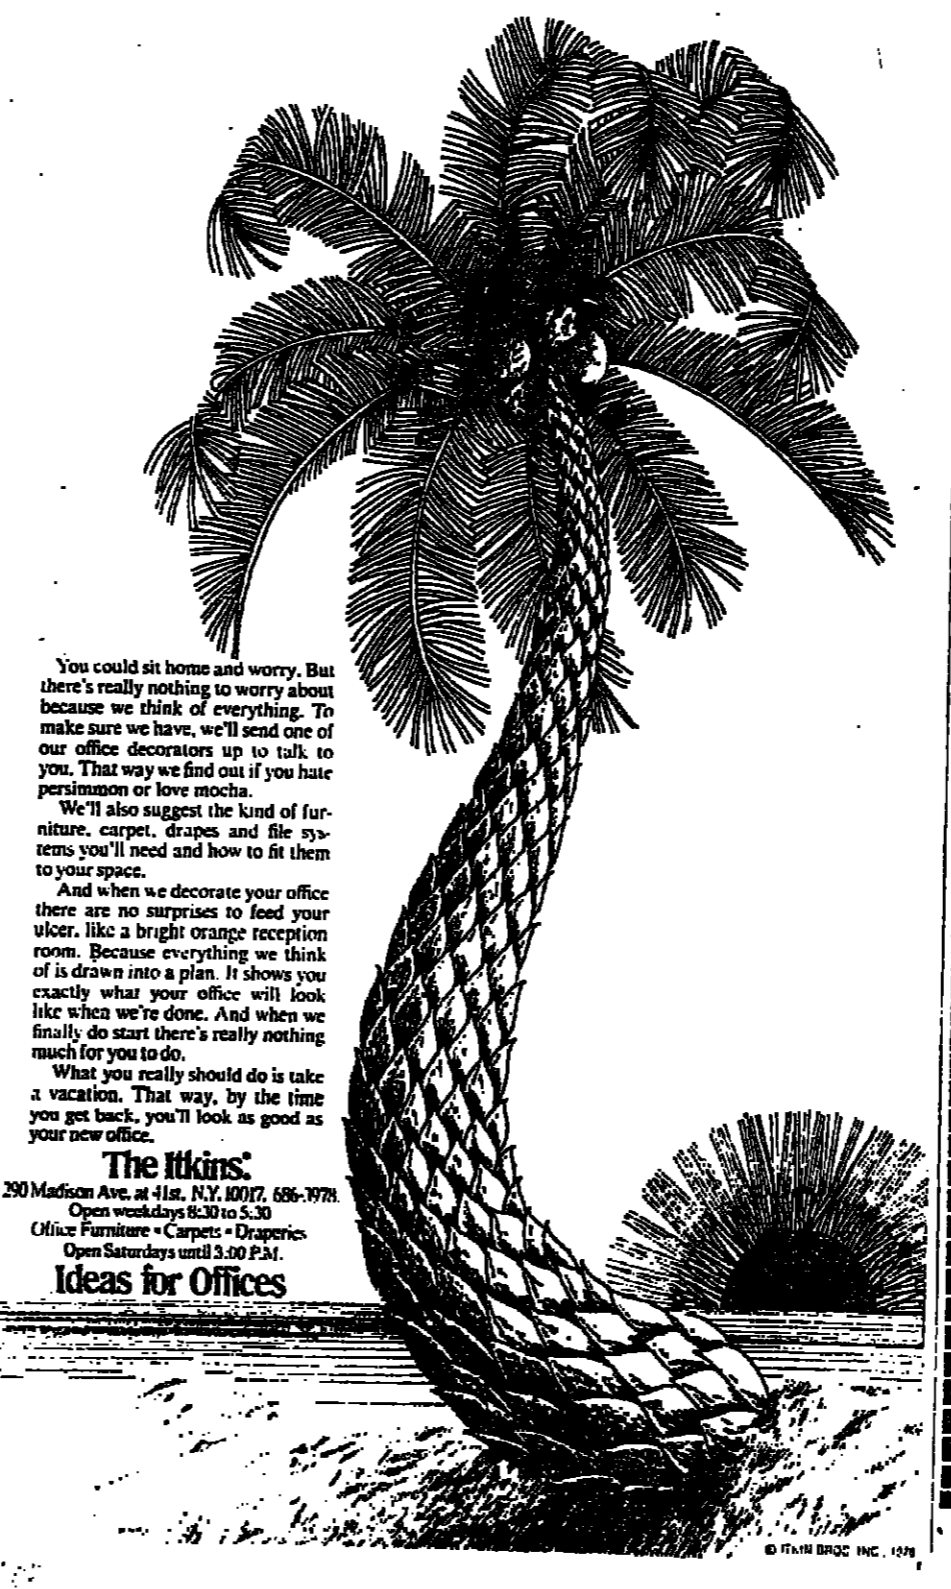 You could sit home and worry. But
there's really nothing to worry about
because we think of everything. To
make sure we have, we'll send one of
our office decorators up to talk to
you. That way we find out if you hate
persimmon or love mocha.
We'll also suggest the kind of fur-
niture, carpet, drapes and file sys-
tems you'll need and how to fit them
to your space.
And when we decorate your office
there are no surprises to feed your
ulcer, like a bright orange reception
room. Because everything we think
of is drawn into a plan. It shows you
exactly what your office will look
like when we're done. And when we
finally do start there's really nothing
much for you to do.
What you really should do is take
a vacation. That way, by the time
you get back, you'll look as good as
your new office.
The Itkins.
290 Madison Ave. at 41st, N.Y. 10017. 686-3978.
Open weekdays 8:30 to 5:30
Office Furniture • Carpets • Draperies
Open Saturdays until 3:00 P.M.
Ideas for Offices
© ITKIN BROS. INC., 1978